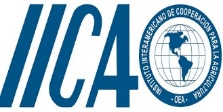 IICA
INSTITUTO INTERAMERICANO DE COOPERACION PARA LA AGRICULTURA
• OEA •